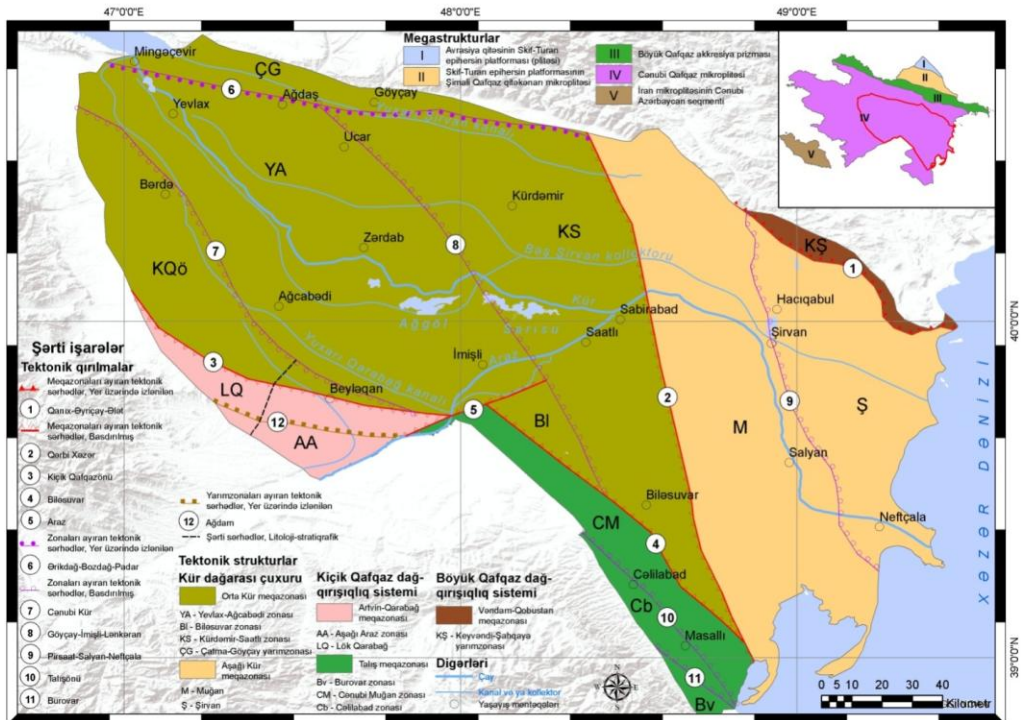 47°0'0"E 48°0'0"E 49°0'0"E
Meqastrukturlar
I Avrasiya qitəsinin Skif-Turan
epihersin platforması (plitəsi)
II Skif-Turan epihersin platformasının
Şimali Qafqaz qitəkənarı mikroplitəsi
III Böyük Qafqaz akkresiya prizması
IV Cənubi Qafqaz mikroplitəsi
V İran mikroplitəsinin Cənubi
Azərbaycan seqmenti
I
II
III
IV
V
Mingəçevir
ÇG
6
Ağdaş
Göyçay
Yevlax
Ucar
YA
Bərdə
Kürdəmir
KS
Zərdab
8
7
KQö
Baş Şirvan kollektoru
KŞ
1
Ağcabədi
Ağgöl
Sarısu
Kür
Sabirabad
Hacıqabul
Saatlı
Şirvan
40°0'0"N
İmişli
Araz
Yuxarı Qarabağ kanalı
3
LQ
Beyləqan
12
AA
5
Bl
2
M
9
Ş
Salyan
Biləsuvar
Neftçala
CM
4
Cəlilabad
Cb
10
Masallı
11
Bv
XƏZƏR DƏNİZİ
39°0'0"N
Şərti işarələr
Tektonik qırılmalar
Meqazonaları ayıran tektonik
sərhədlər, Yer üzərində izlənilən
1 Qanıx-Əyriçay-Ələt
Meqazonaları ayıran tektonik
sərhədlər, Basdırılmış
2 Qərbi Xəzər
3 Kiçik Qafqazönü
4 Biləsuvar
5 Araz
Zonaları ayıran tektonik
sərhədlər, Yer üzərində izlənilən
6 Ərikdağ-Bozdağ-Padar
Zonaları ayıran tektonik
sərhədlər, Basdırılmış
7 Cənubi Kür
8 Göyçay-İmişli-Lənkəran
9 Pirsaat-Salyan-Neftçala
10 Talışönü
11 Burovar
Yarımzonaları ayıran tektonik
sərhədlər, Yer üzərində izlənilən
12 Ağdam
Şərti sərhədlər, Litoloji-stratiqrafik
Tektonik strukturlar
Kür dağarası çuxuru
Orta Kür meqazonası
YA - Yevlax-Ağcabədi zonası
Bl - Biləsuvar zonası
KS - Kürdəmir-Saatlı zonası
ÇG - Çatma-Göyçay yarımzonası
Aşağı Kür
meqazonası
M - Muğan
Ş - Şirvan
Kiçik Qafqaz dağ-
qırışıqlıq sistemi
Artvin-Qarabağ
meqazonası
AA - Aşağı Araz zonası
LQ - Lök Qarabağ
Talış meqazonası
Bv - Burovar zonası
CM - Cənubi Muğan zonası
Cb - Cəlilabad zonası
Böyük Qafqaz dağ-
qırışıqlıq sistemi
Vəndam-Qobustan
meqazonası
KŞ - Keyvəndi-Şabqaya
yarımzonası
Digərləri
Çay
Kanal və ya kollektor
Yaşayış məntəqələri
N
W E
S
0 5 10 20 30 40
Kilometr